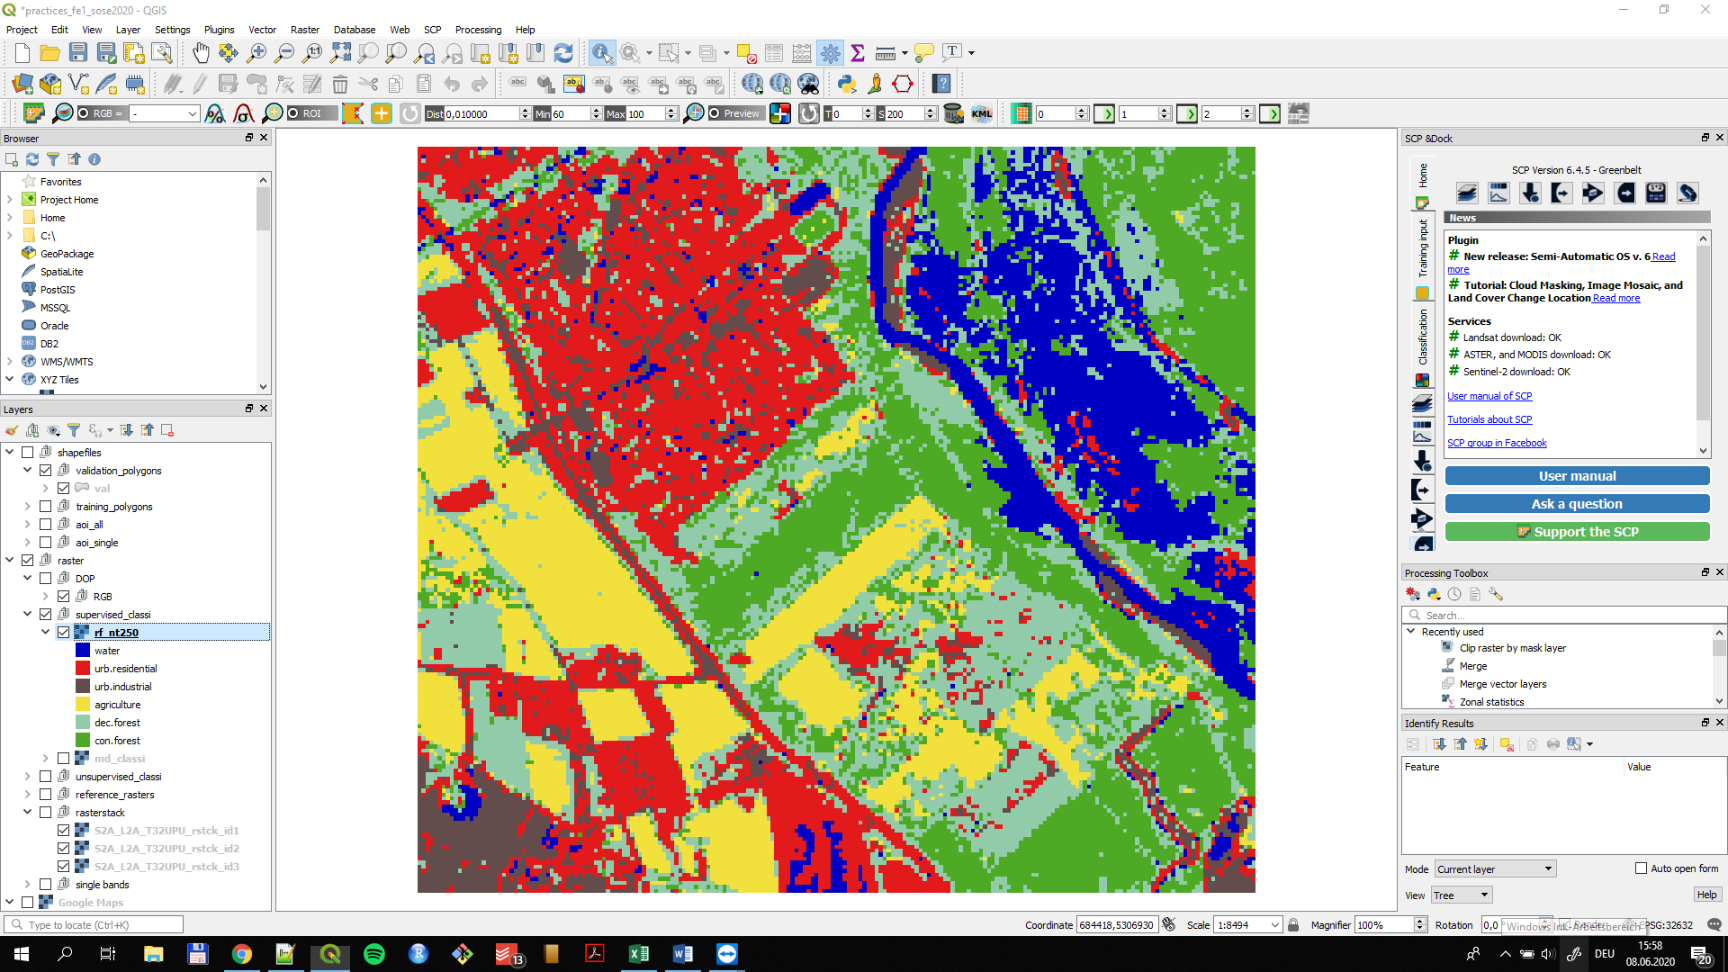 *practices_fe1_sose2020 - QGIS
Project Edit View Layer Settings Plugins Vector Raster Database Web SCP Processing Help
RGB = - ROI Dist 0,010000 Min 60 Max 100 Preview T 0 S 200 KML 0 1 2
Browser
Favorites
Project Home
Home
C:\
GeoPackage
SpatiaLite
PostGIS
MSSQL
Oracle
DB2
WMS/WMTS
XYZ Tiles
Layers
shapefiles
validation_polygons
val
training_polygons
aoi_all
aoi_single
raster
DOP
RGB
supervised_classi
rf_nt250
water
urb.residential
urb.industrial
agriculture
dec.forest
con.forest
md_classi
unsupervised_classi
reference_rasters
rasterstack
S2A_L2A_T32UPU_rstck_id1
S2A_L2A_T32UPU_rstck_id2
S2A_L2A_T32UPU_rstck_id3
single bands
Google Maps
SCP &Dock
Home
Training input
Classification
SCP Version 6.4.5 - Greenbelt
News
Plugin
# New release: Semi-Automatic OS v. 6 Read
more
# Tutorial: Cloud Masking, Image Mosaic, and
Land Cover Change Location Read more
Services
# Landsat download: OK
# ASTER, and MODIS download: OK
# Sentinel-2 download: OK
User manual of SCP
Tutorials about SCP
SCP group in Facebook
User manual
Ask a question
Support the SCP
Processing Toolbox
Search...
Recently used
Clip raster by mask layer
Merge
Merge vector layers
Zonal statistics
Identify Results
Feature Value
Mode Current layer Auto open form
View Tree Help
Type to locate (Ctrl+K)
Coordinate 684418,5306930 Scale 1:8494 Magnifier 100% Rotation 0,0 Windows Ink-Arbeitsbereich EPSG:32632
13 DEU 15:58
08.06.2020 20